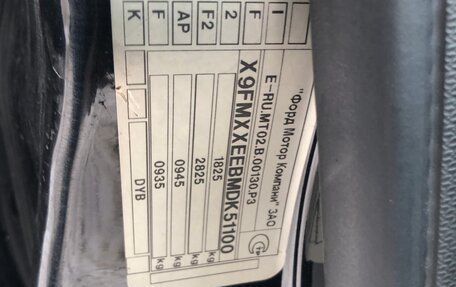 "Форд Мотор Компани" ЗАО
E-RU.MT02.B.00130.P3
X9FMXXEEBMDK51100
1825 kg
2825 kg
0945 kg
0935 kg
DYB
I
F
2
F2
AP
F
K